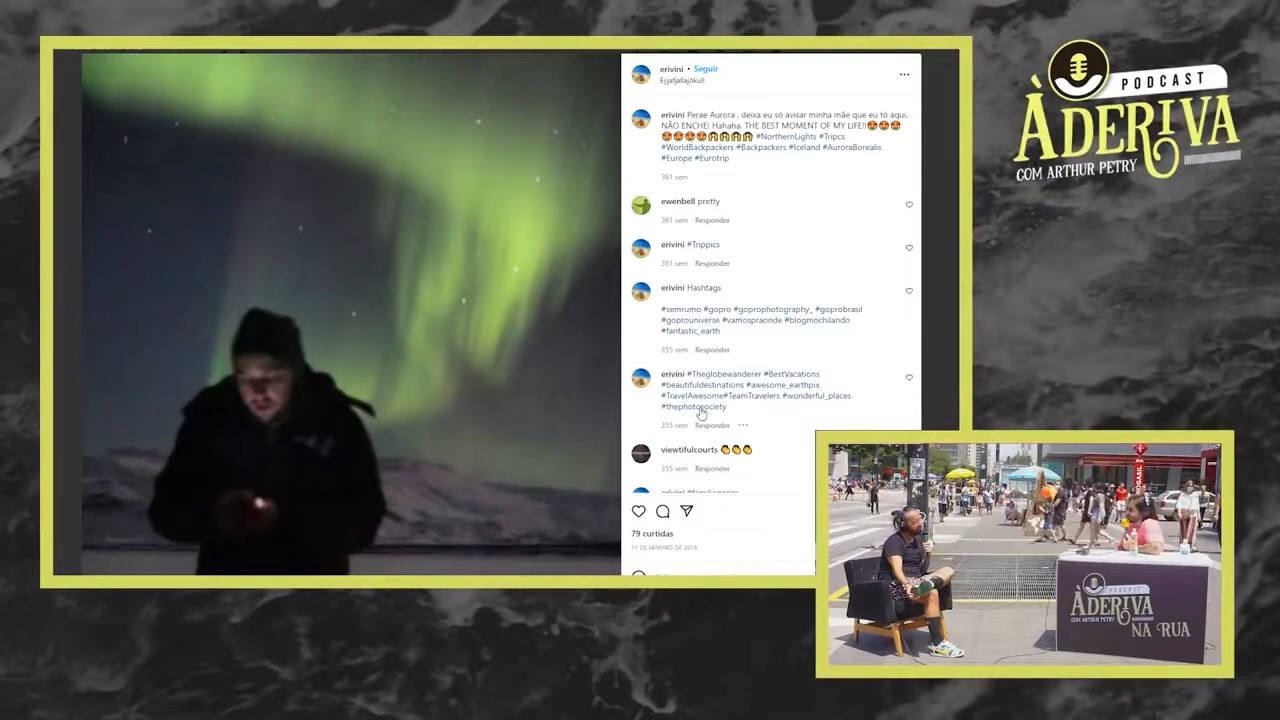 erivini • Seguir
Eyjafjallajökull
erivini Perae Aurora , deixa eu só avisar minha mãe que eu tô aqui.
NÃO ENCHE! Hahaha. THE BEST MOMENT OF MY LIFE!!😍😍😍
😍😍😍😍🙌🙌🙌🙌 #NorthernLights #Tripcs
#WorldBackpackers #Backpackers #Iceland #AuroraBorealis
#Europe #Eurotrip
361 sem
ewenbell pretty
361 sem Responder
erivini #Trippics
361 sem Responder
erivini Hashtags
#semrumo #gopro #goprophotography_ #goprobrasil
#goprouniverse #vamospraonde #blogmochilando
#fantastic_earth
355 sem Responder
erivini #Theglobewanderer #BestVacations
#beautifuldestinations #awesome_earthpix
#TravelAwesome#TeamTravelers #wonderful_places
#thephotosociety
355 sem Responder
viewtifulcourts 👏👏👏
355 sem Responder
79 curtidas
11 DE JANEIRO DE 2015
PODCAST
À DERIVA
COM ARTHUR PETRY
PODCAST
À DERIVA
COM ARTHUR PETRY
NA RUA